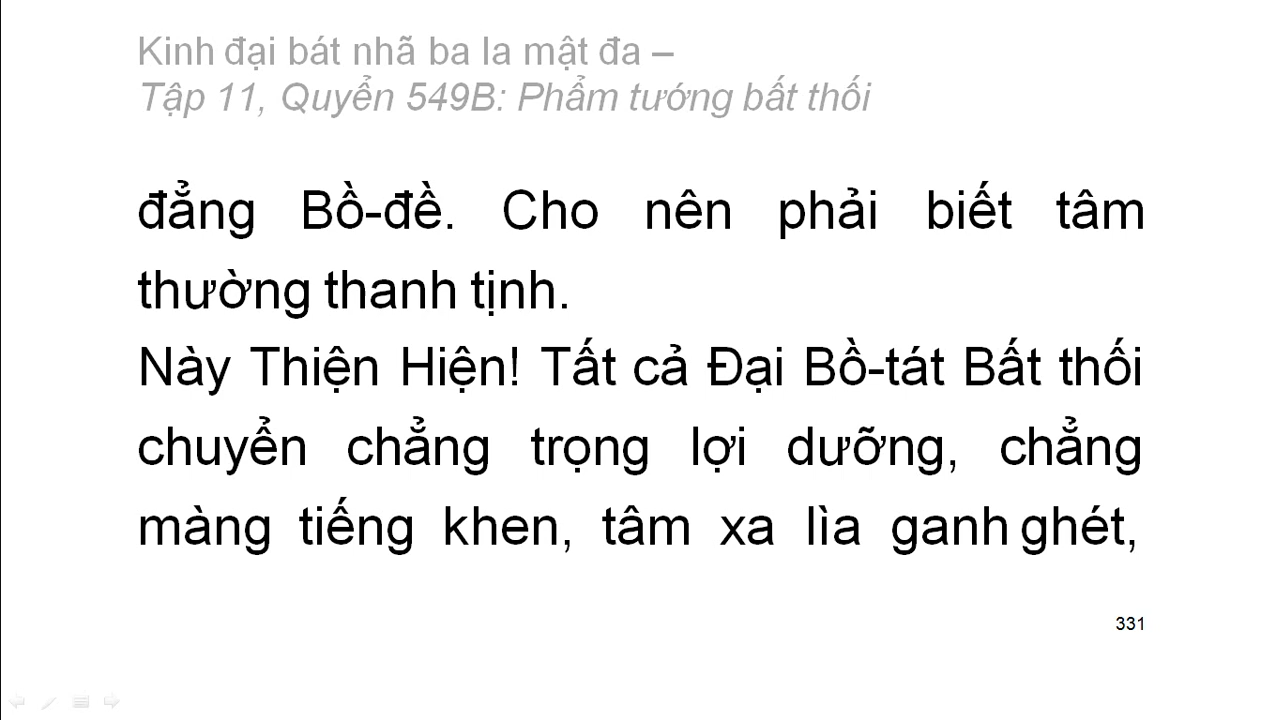 Kinh đại bát nhã ba la mật đa –
Tập 11, Quyển 549B: Phẩm tướng bất thối
đẳng Bồ-đề. Cho nên phải biết tâm
thường thanh tịnh.
Này Thiện Hiện! Tất cả Đại Bồ-tát Bất thối
chuyển chẳng trọng lợi dưỡng, chẳng
màng tiếng khen, tâm xa lìa ganh ghét,
331